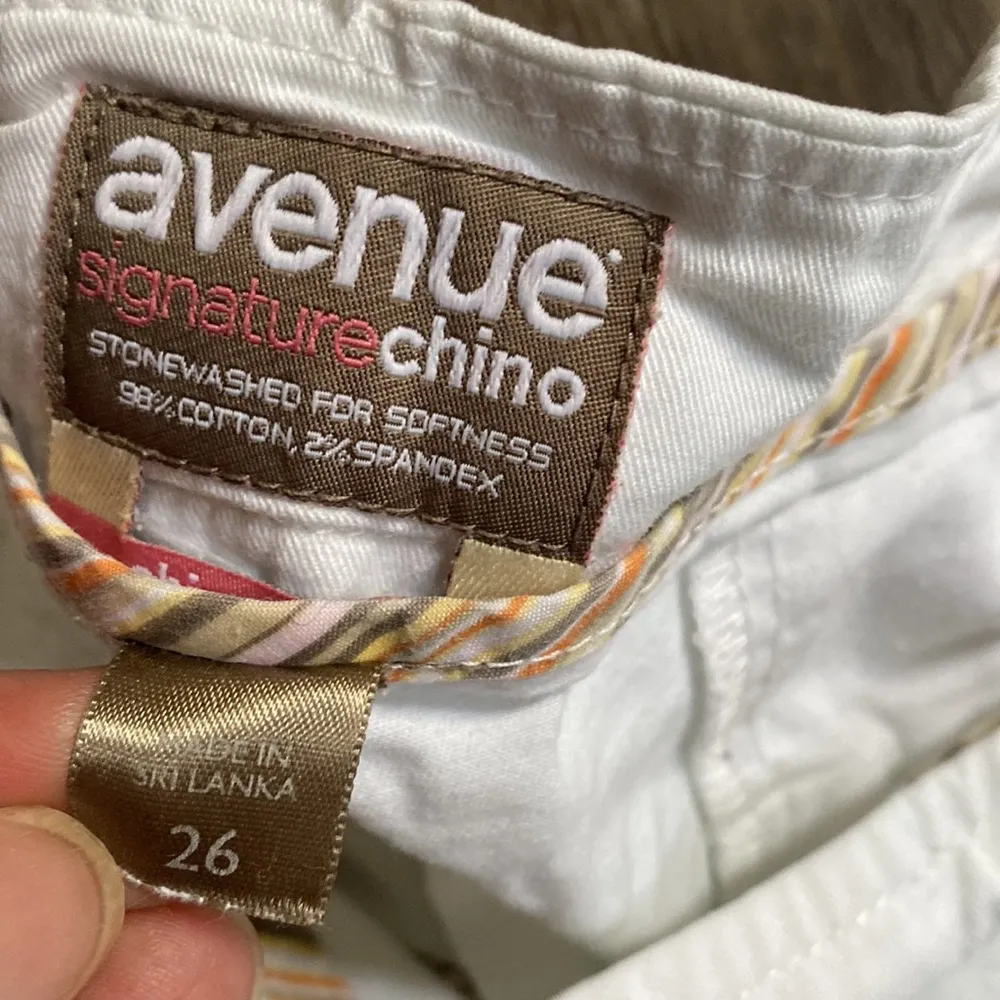 avenue
signaturechino
STONEWASHED FOR SOFTNESS
98% COTTON, 2% SPANDEX
MADE IN
SRI LANKA
26